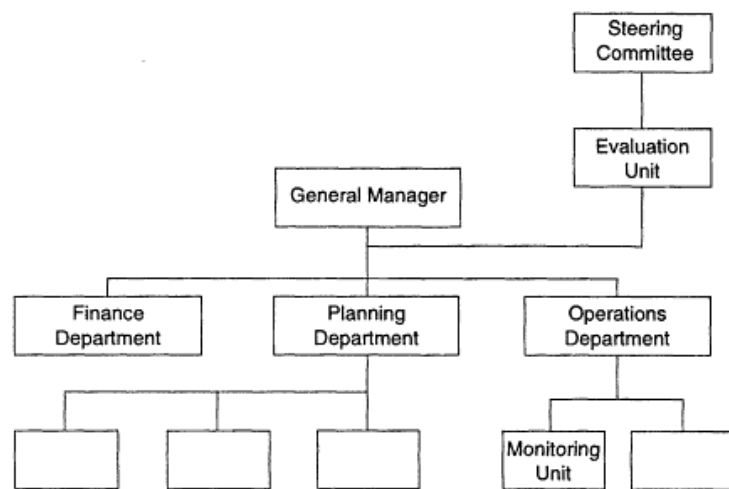 Steering
Committee
Evaluation
Unit
General Manager
Finance
Department
Planning
Department
Operations
Department
Monitoring
Unit